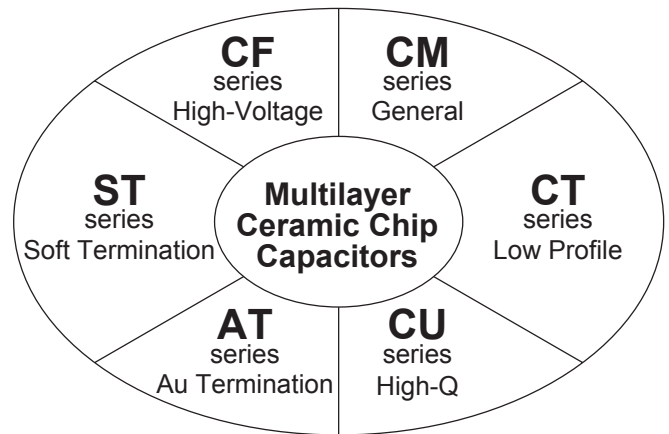 CF
series
High-Voltage
CM
series
General
ST
series
Soft Termination
Multilayer
Ceramic Chip
Capacitors
CT
series
Low Profile
AT
series
Au Termination
CU
series
High-Q